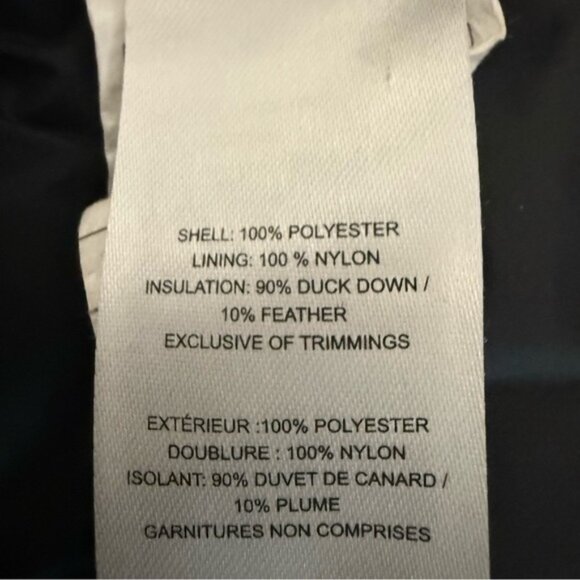 SHELL: 100% POLYESTER
LINING: 100 % NYLON
INSULATION: 90% DUCK DOWN /
10% FEATHER
EXCLUSIVE OF TRIMMINGS
EXTÉRIEUR :100% POLYESTER
DOUBLURE : 100% NYLON
ISOLANT: 90% DUVET DE CANARD /
10% PLUME
GARNITURES NON COMPRISES